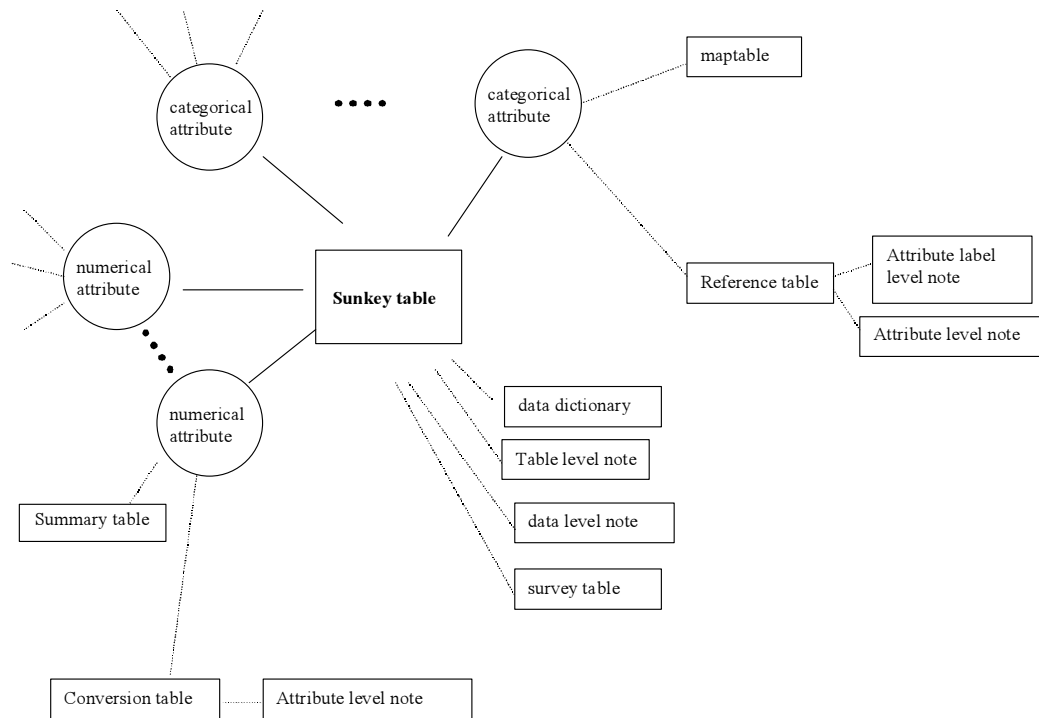 maptable
categorical
attribute
categorical
attribute
numerical
attribute
Sunkey table
Reference table
Attribute label
level note
Attribute level note
numerical
attribute
data dictionary
Table level note
Summary table
data level note
survey table
Conversion table
Attribute level note